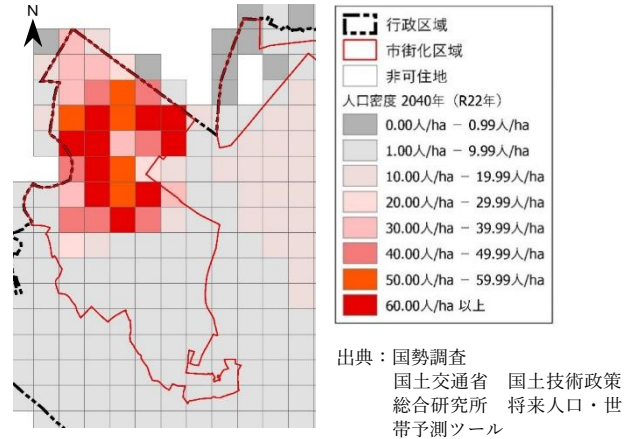 N
行政区域
市街化区域
非可住地
人口密度 2040年（R22年）
0.00人/ha － 0.99人/ha
1.00人/ha － 9.99人/ha
10.00人/ha － 19.99人/ha
20.00人/ha － 29.99人/ha
30.00人/ha － 39.99人/ha
40.00人/ha － 49.99人/ha
50.00人/ha － 59.99人/ha
60.00人/ha 以上
出典：国勢調査
国土交通省　国土技術政策
総合研究所　将来人口・世
帯予測ツール